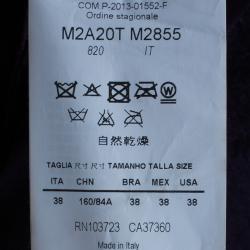 COM.P-2013-01552-F
Ordine stagionale
M2A20T M2855
820 IT
自然乾燥
TAGLIA 尺寸 尺寸 TAMANHO TALLA SIZE
ITA CHN BRA MEX USA
38 160/84A 38 38 38
RN103723 CA37360
Made in Italy